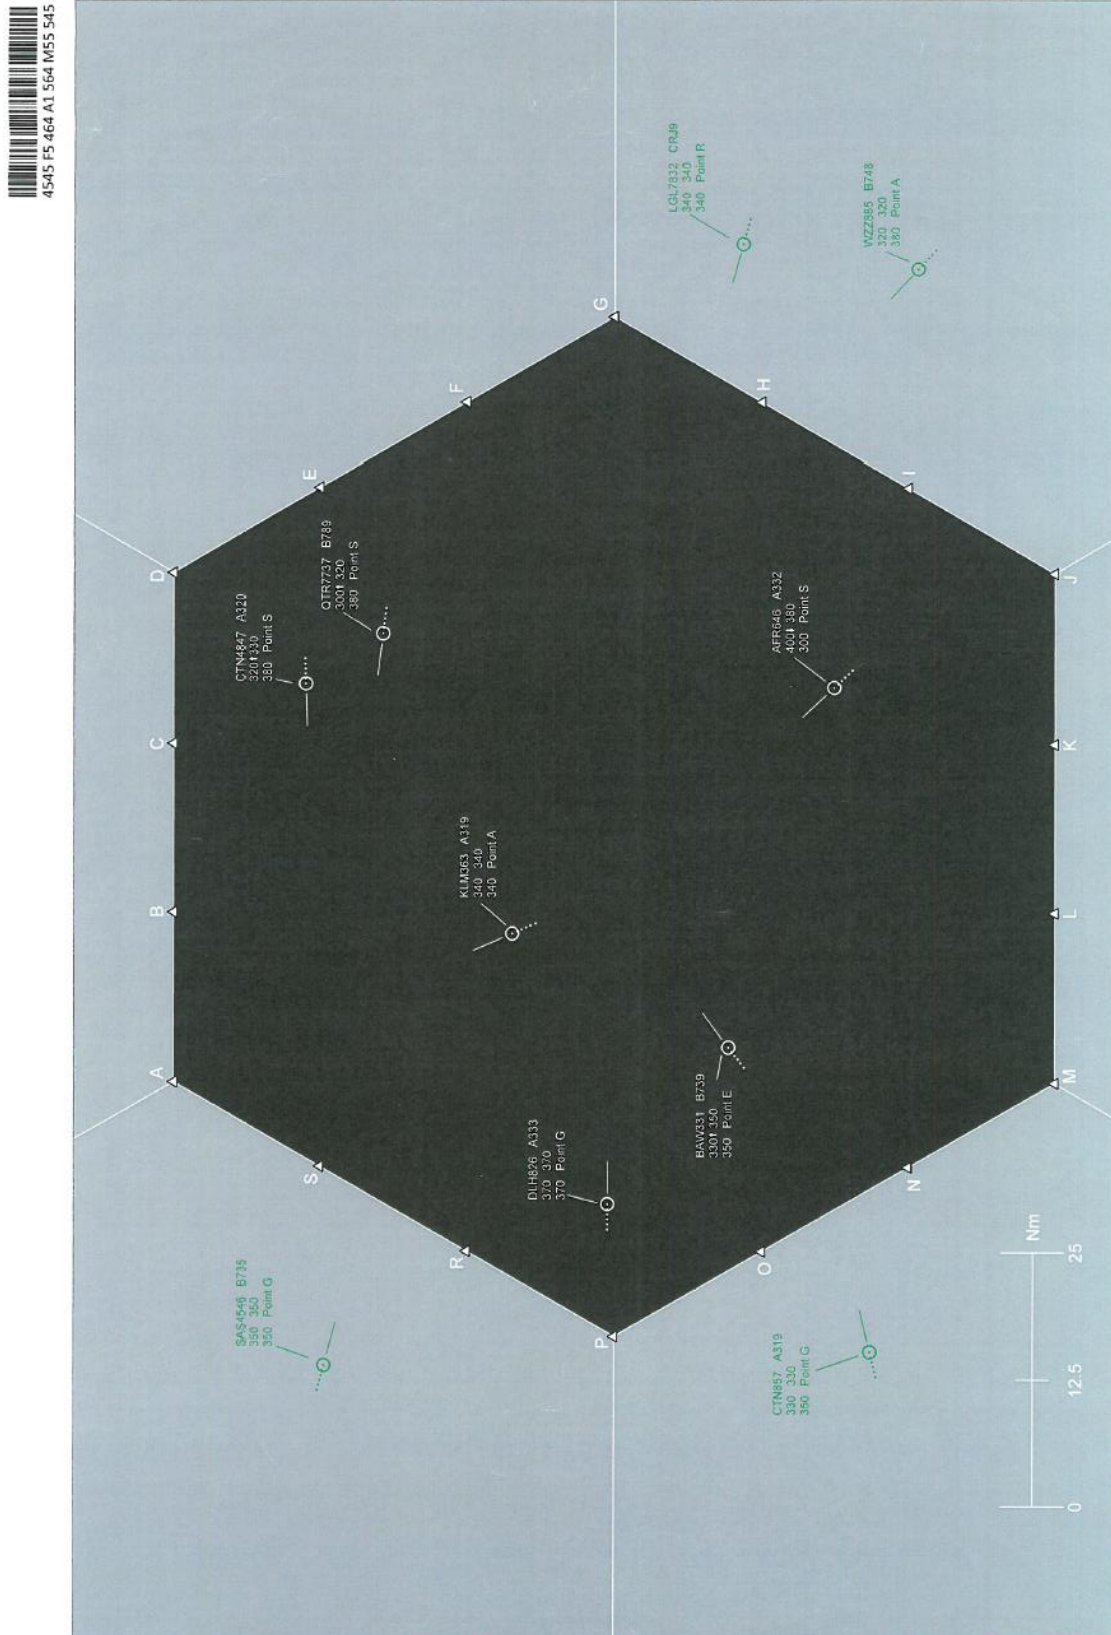 4545 F5 464 A1 564 M55 545
A
B
C
D
E
F
G
H
I
J
K
L
M
N
O
P
R
S
SAS4546 B735
350 350
350 Point G
CTN4847 A320
320⬆330
380 Point S
QTR7737 B789
300⬆ 320
380 Point S
KLM363 A319
340 340
340 Point A
DLH826 A333
370 370
370 Point G
BAW331 B739
330⬆ 350
350 Point E
AFR646 A332
400⬇ 380
300 Point S
LGL7832 CRJ9
340 340
340 Point R
WZZ885 B748
320 320
380 Point A
CTN857 A319
330 330
350 Point G
Nm
0 12.5 25